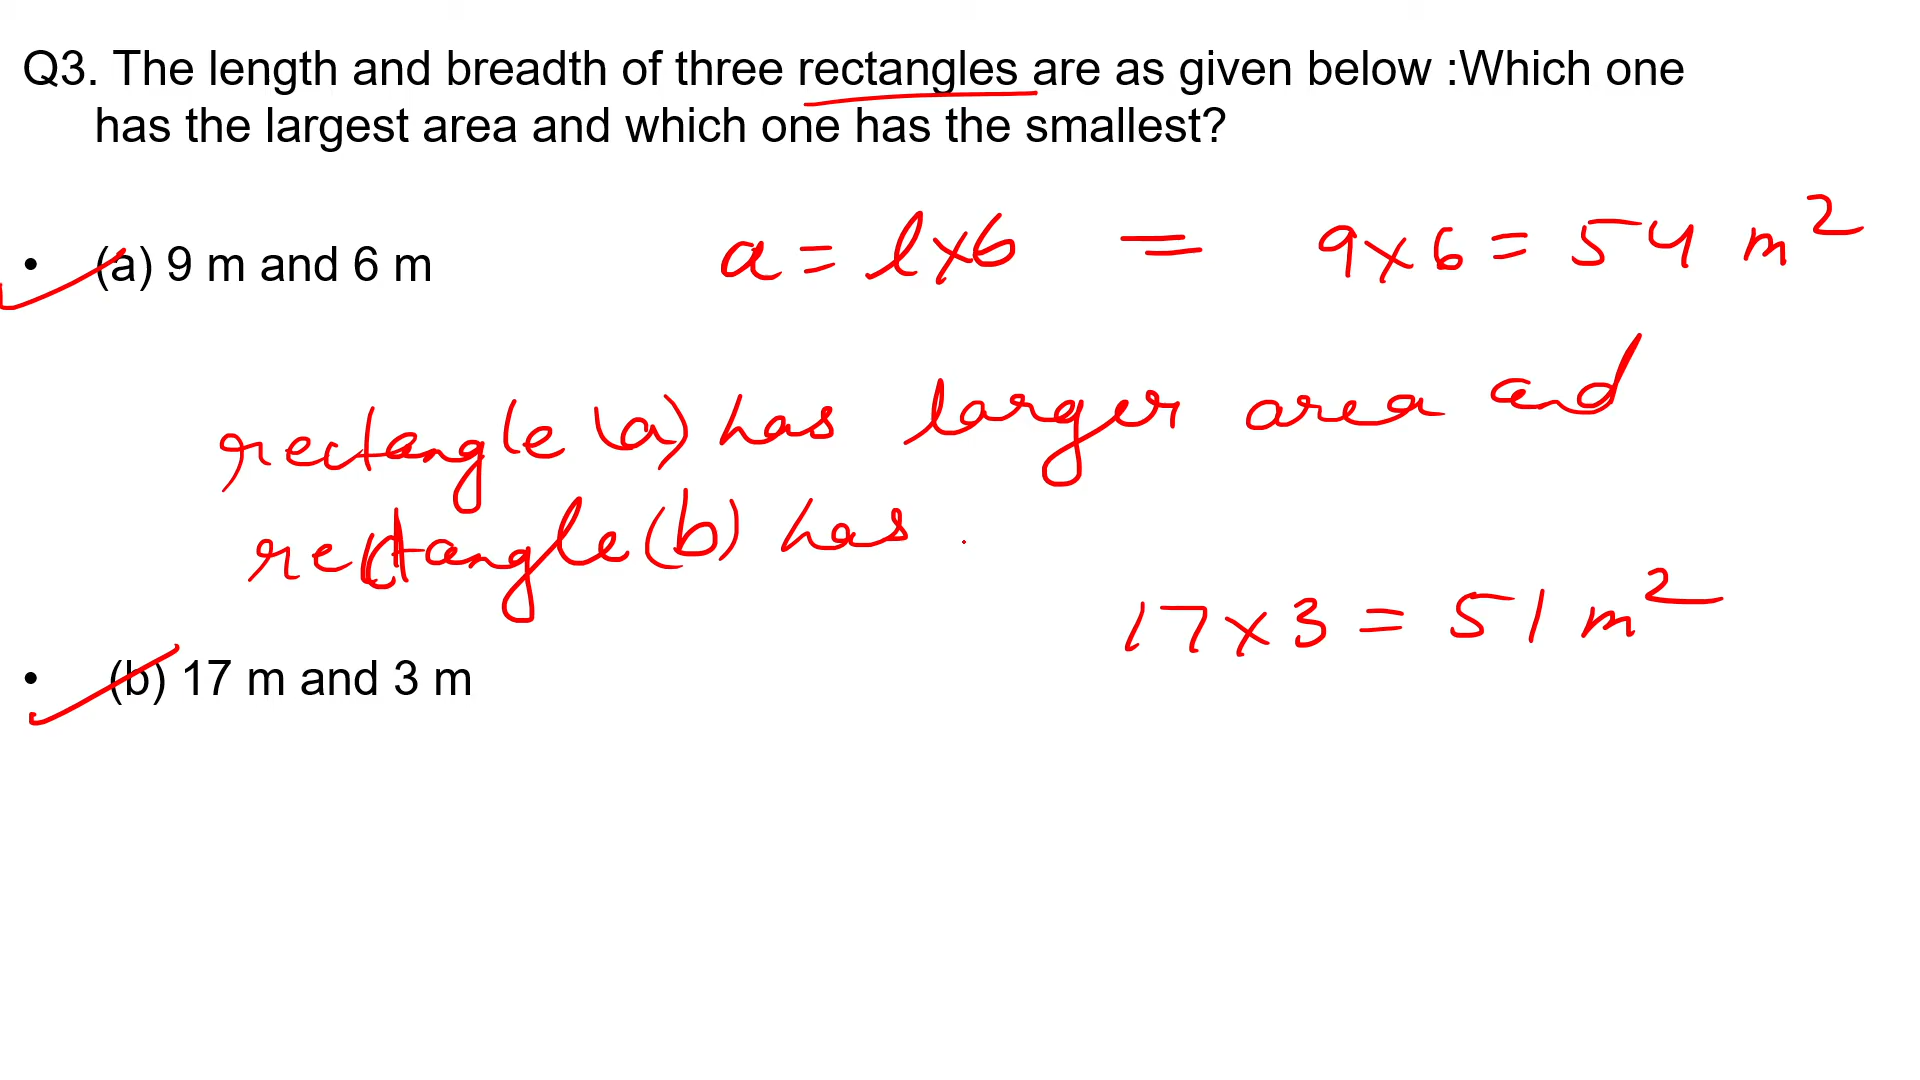 Q3. The length and breadth of three rectangles are as given below :Which one
has the largest area and which one has the smallest?
• (a) 9 m and 6 m
a = l×b = 9×6 = 54 m²
rectangle (a) has larger area and
rectangle (b) has .
17×3 = 51 m²
• (b) 17 m and 3 m